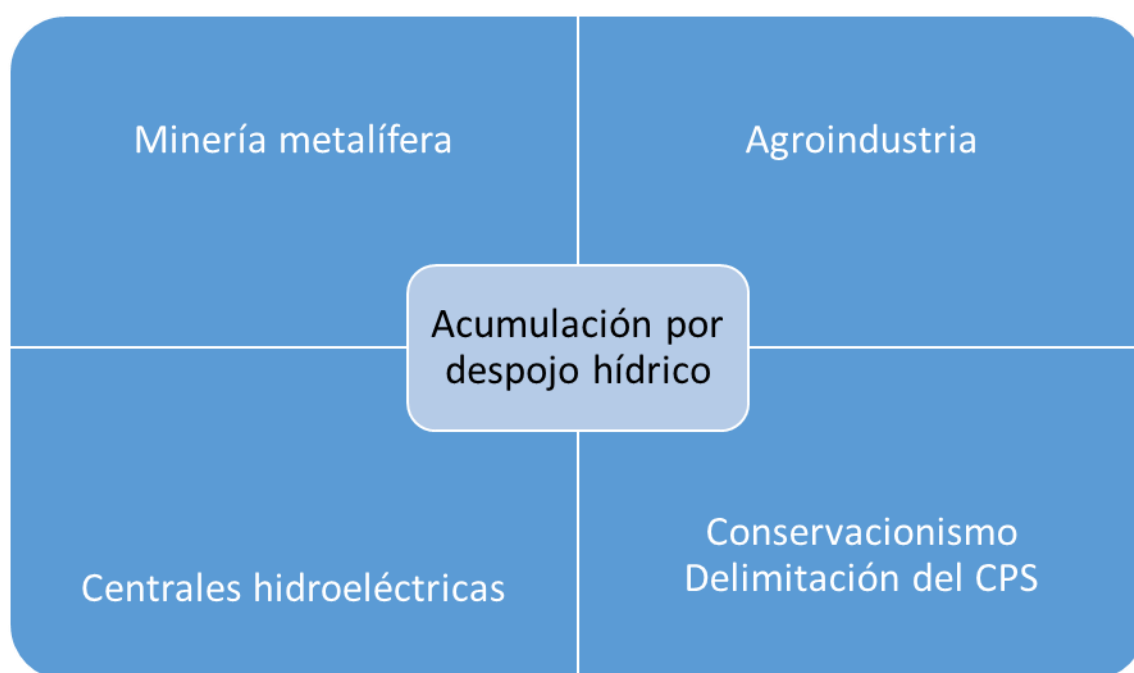 Minería metalífera
Agroindustria
Acumulación por
despojo hídrico
Centrales hidroeléctricas
Conservacionismo
Delimitación del CPS